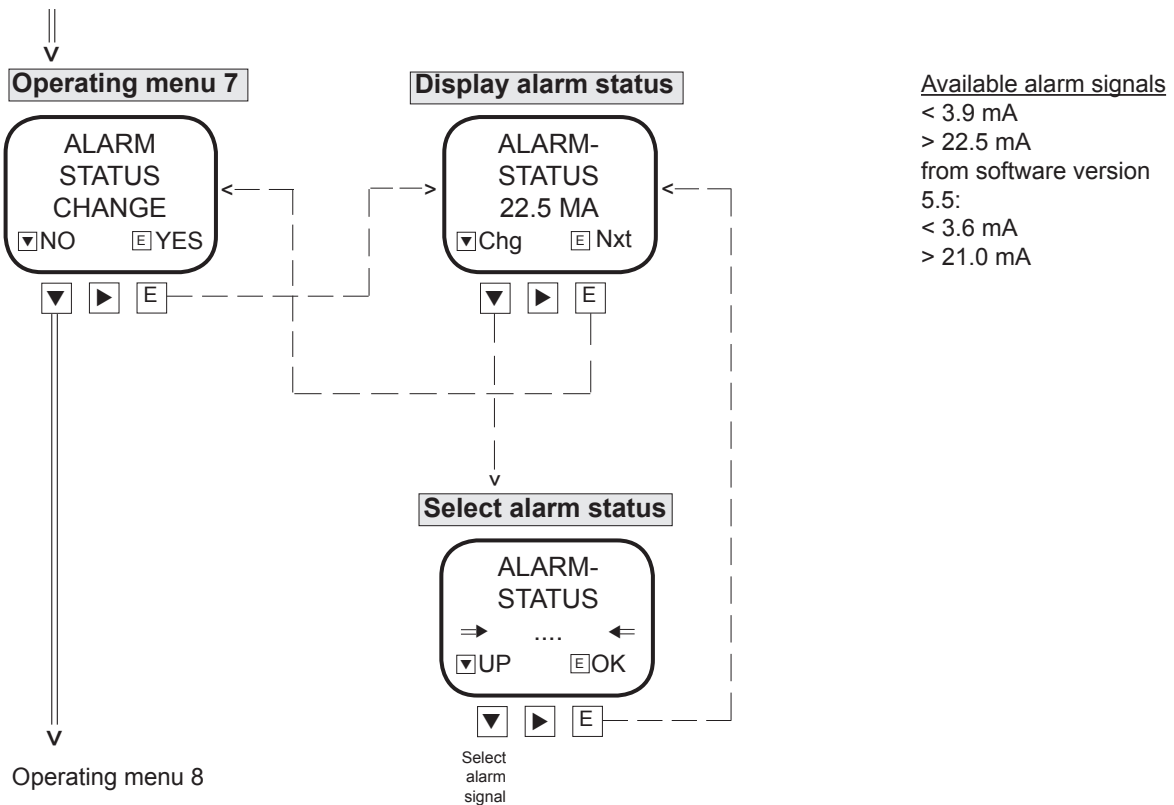 Operating menu 7
ALARM
STATUS
CHANGE
▼NO E YES
▼ ▶ E
Display alarm status
ALARM-
STATUS
22.5 MA
▼Chg E Nxt
▼ ▶ E
Available alarm signals
< 3.9 mA
> 22.5 mA
from software version
5.5:
< 3.6 mA
> 21.0 mA
Select alarm status
ALARM-
STATUS
....
▼UP E OK
▼ ▶ E
Select
alarm
signal
Operating menu 8